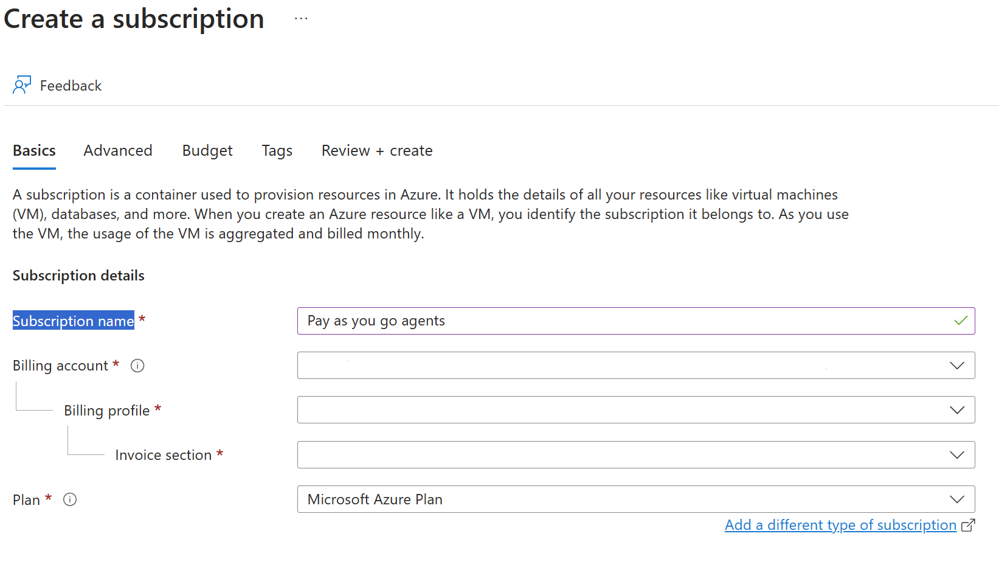 Create a subscription ...
Feedback
Basics Advanced Budget Tags Review + create
A subscription is a container used to provision resources in Azure. It holds the details of all your resources like virtual machines
(VM), databases, and more. When you create an Azure resource like a VM, you identify the subscription it belongs to. As you use
the VM, the usage of the VM is aggregated and billed monthly.
Subscription details
Subscription name * Pay as you go agents
Billing account *
Billing profile *
Invoice section *
Plan * Microsoft Azure Plan
Add a different type of subscription